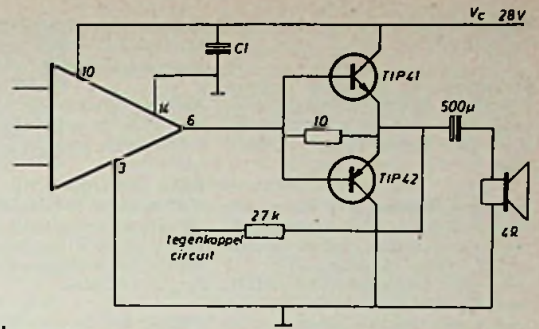 Vc 28V
10
C1
14
TIP41
6
10
500µ
3
TIP42
27k
4Ω
tegenkoppel
circuit